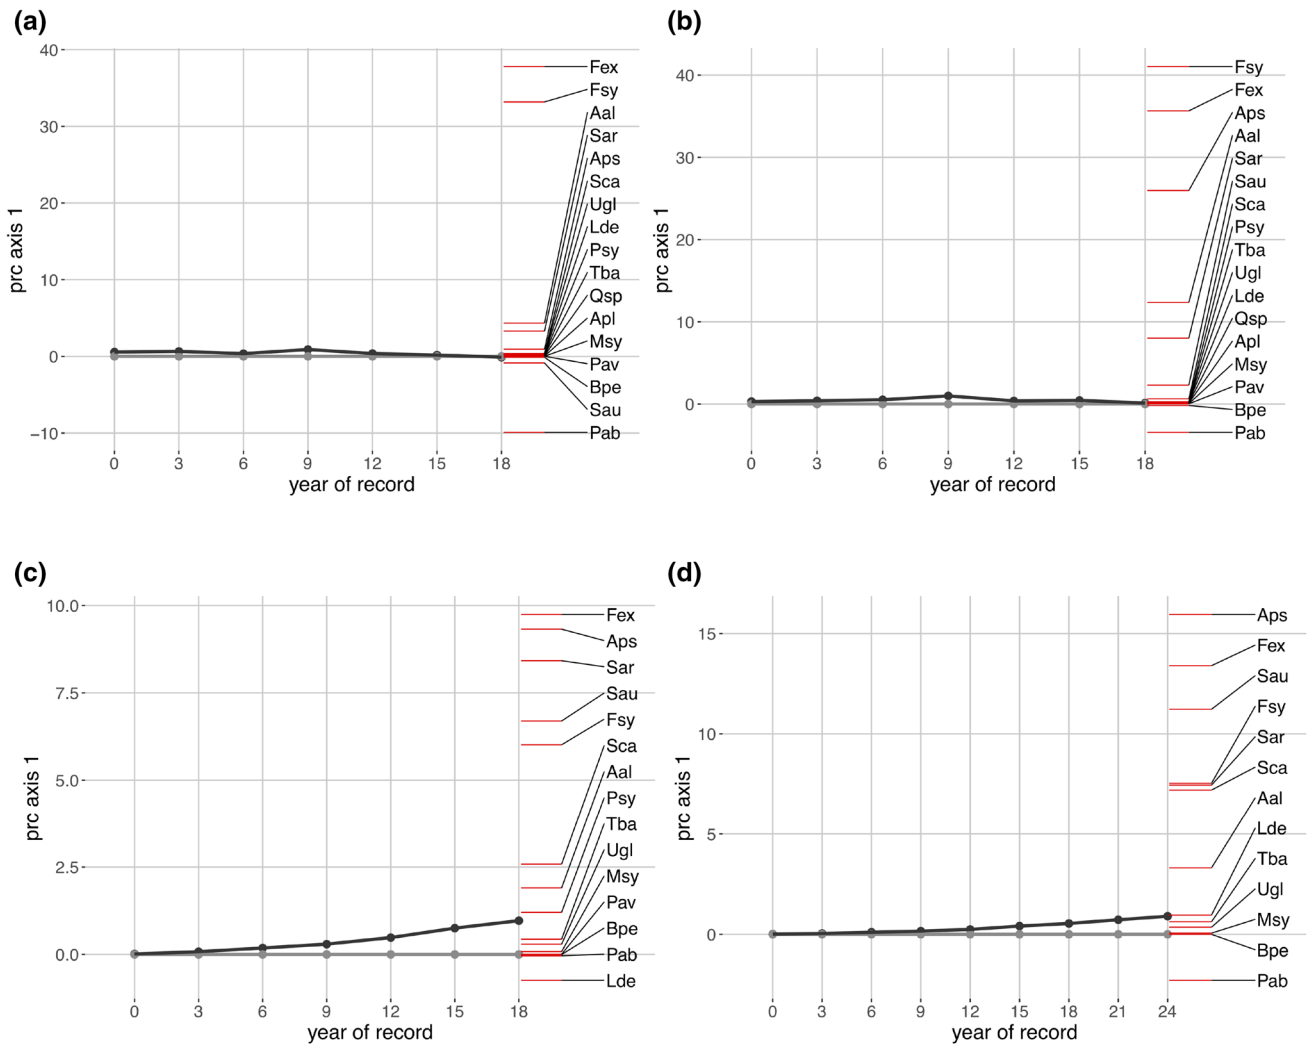 (a)
prc axis 1
40
30
20
10
0
−10
0 3 6 9 12 15 18
year of record
Fex
Fsy
Aal
Sar
Aps
Sca
Ugl
Lde
Psy
Tba
Qsp
Apl
Msy
Pav
Bpe
Sau
Pab
(b)
prc axis 1
40
30
20
10
0
0 3 6 9 12 15 18
year of record
Fsy
Fex
Aps
Aal
Sar
Sau
Sca
Psy
Tba
Ugl
Lde
Qsp
Apl
Msy
Pav
Bpe
Pab
(c)
prc axis 1
10.0
7.5
5.0
2.5
0.0
0 3 6 9 12 15 18
year of record
Fex
Aps
Sar
Sau
Fsy
Sca
Aal
Psy
Tba
Ugl
Msy
Pav
Bpe
Pab
Lde
(d)
prc axis 1
15
10
5
0
0 3 6 9 12 15 18 21 24
year of record
Aps
Fex
Sau
Fsy
Sar
Sca
Aal
Lde
Tba
Ugl
Msy
Bpe
Pab